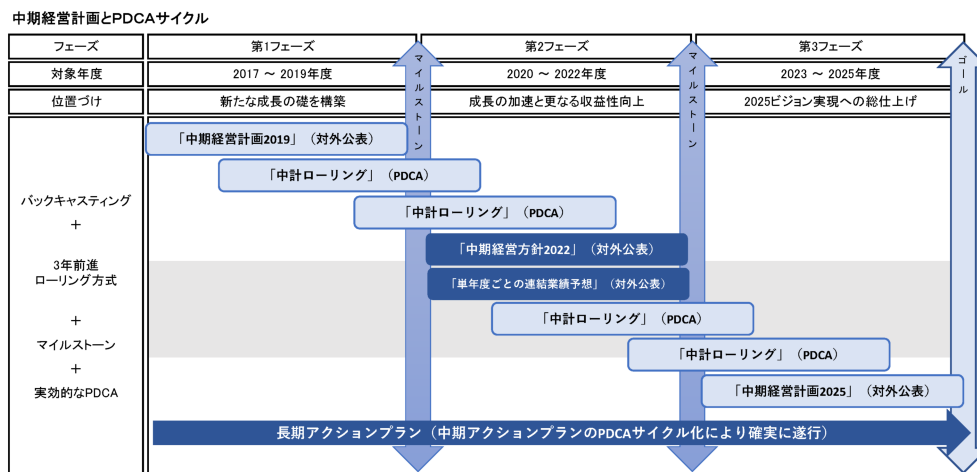 中期経営計画とPDCAサイクル
フェーズ
第1フェーズ
第2フェーズ
第3フェーズ
対象年度
2017 ～ 2019年度
2020 ～ 2022年度
2023 ～ 2025年度
位置づけ
新たな成長の礎を構築
成長の加速と更なる収益性向上
2025ビジョン実現への総仕上げ
マイルストーン
マイルストーン
ゴール
バックキャスティング
+
3年前進
ローリング方式
+
マイルストーン
+
実効的なPDCA
「中期経営計画2019」（対外公表）
「中計ローリング」（PDCA）
「中計ローリング」（PDCA）
「中期経営方針2022」（対外公表）
「単年度ごとの連結業績予想」（対外公表）
「中計ローリング」（PDCA）
「中計ローリング」（PDCA）
「中期経営計画2025」（対外公表）
長期アクションプラン（中期アクションプランのPDCAサイクル化により確実に遂行）